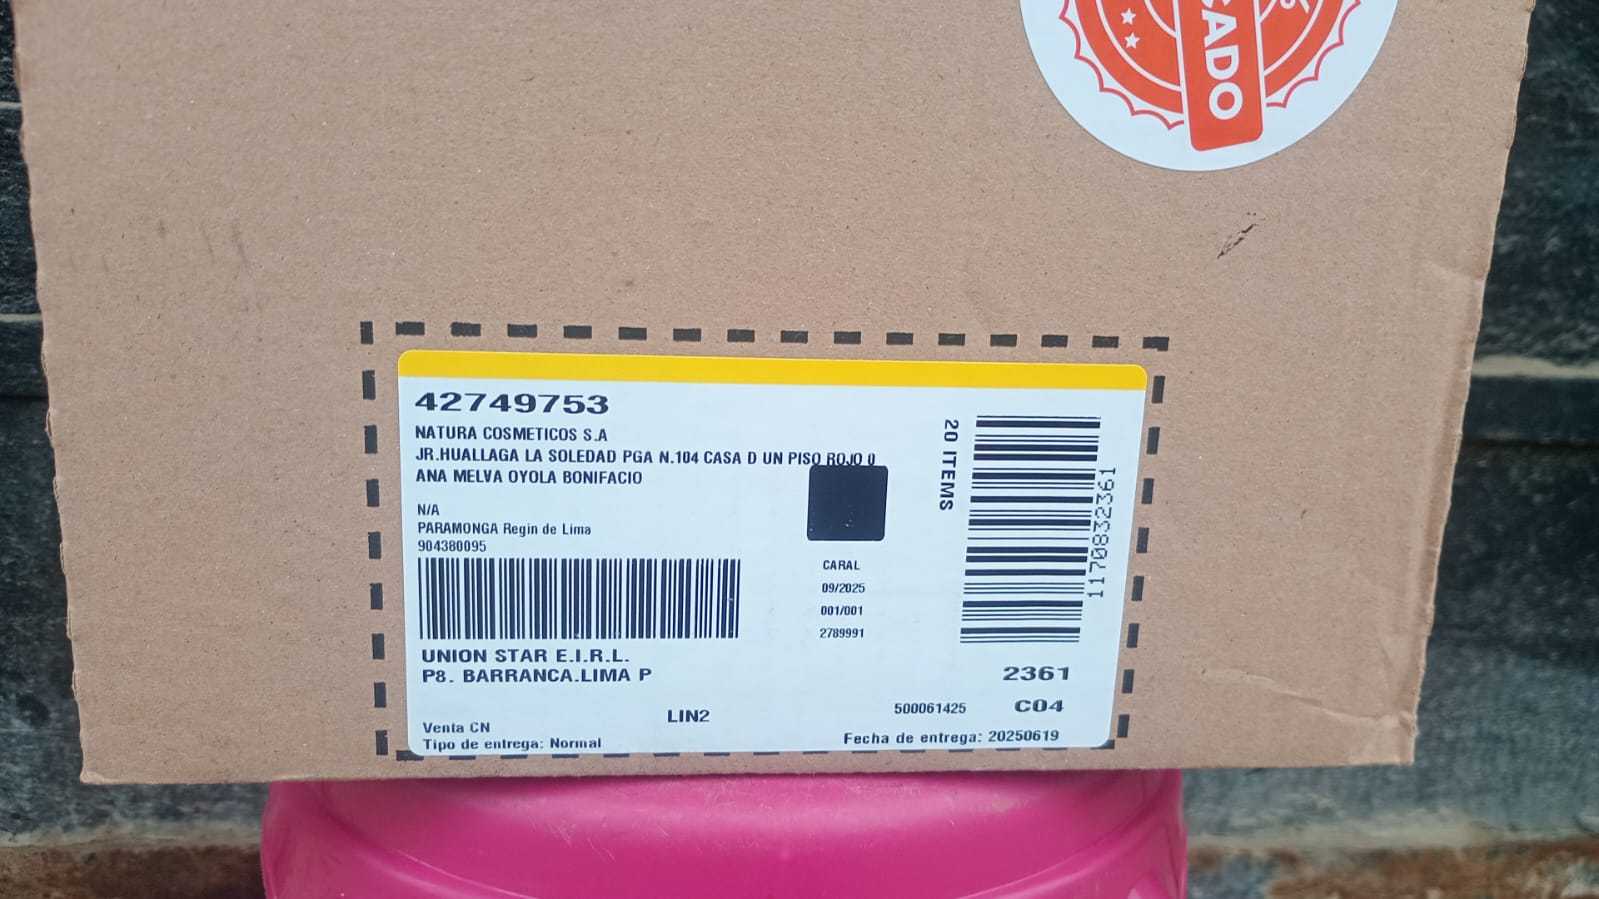 CADO
42749753
NATURA COSMETICOS S.A
JR.HUALLAGA LA SOLEDAD PGA N.104 CASA D UN PISO ROJO 0
ANA MELVA OYOLA BONIFACIO
N/A
PARAMONGA Regin de Lima
904380095
20 ITEMS
1170832361
CARAL
09/2025
001/001
2789991
UNION STAR E.I.R.L.
P8. BARRANCA.LIMA P
2361
LIN2
500061425
C04
Venta CN
Tipo de entrega: Normal
Fecha de entrega: 20250619